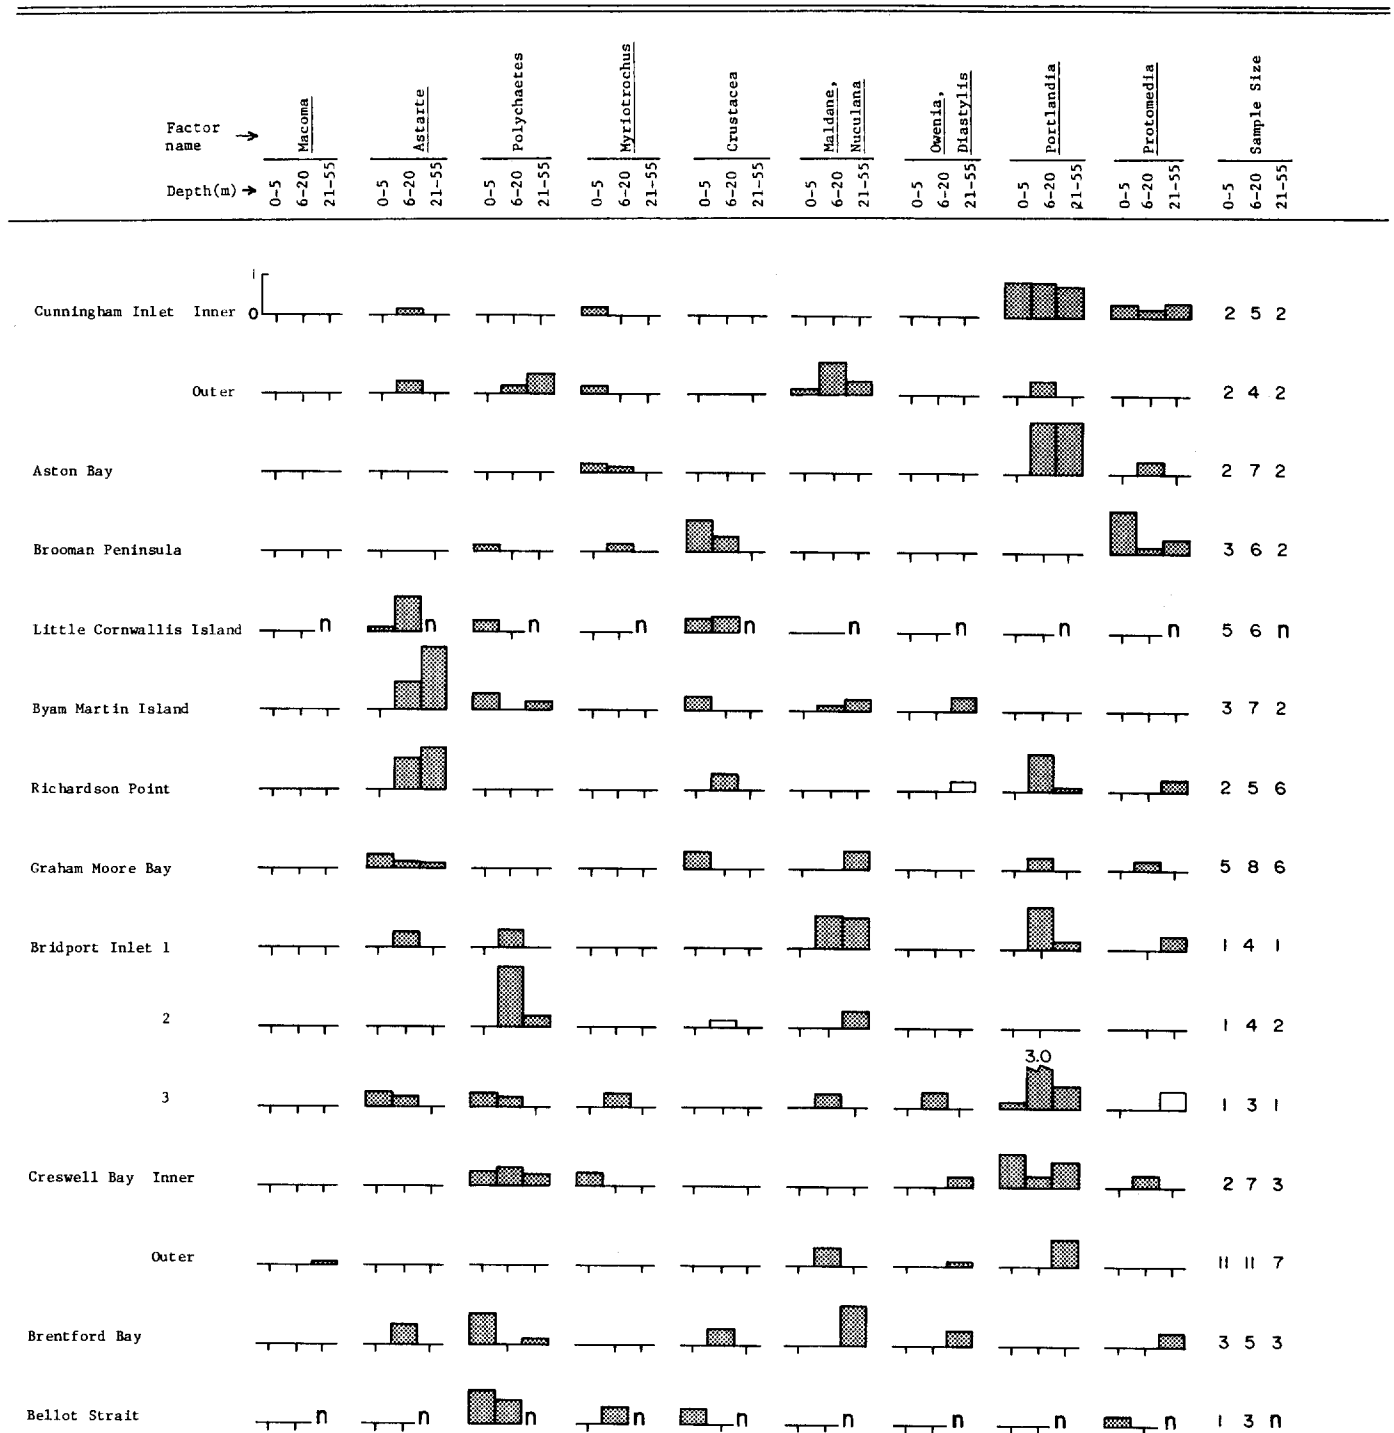 Factor name →
Macoma
Astarte
Polychaetes
Myriotrochus
Crustacea
Maldane, Nuculana
Owenia, Diastylis
Portlandia
Protomedia
Sample Size
Depth(m) → 0-5 6-20 21-55 0-5 6-20 21-55 0-5 6-20 21-55 0-5 6-20 21-55 0-5 6-20 21-55 0-5 6-20 21-55 0-5 6-20 21-55 0-5 6-20 21-55 0-5 6-20 21-55 0-5 6-20 21-55
1
Cunningham Inlet Inner 0 2 5 2
Outer 2 4 2
Aston Bay 2 7 2
Brooman Peninsula 3 6 2
Little Cornwallis Island n n n n n n n n n 5 6 n
Byam Martin Island 3 7 2
Richardson Point 2 5 6
Graham Moore Bay 5 8 6
Bridport Inlet 1 1 4 1
2 1 4 2
3.0
3 1 3 1
Creswell Bay Inner 2 7 3
Outer 11 11 7
Brentford Bay 3 5 3
Bellot Strait n n n n n n n n n 1 3 n